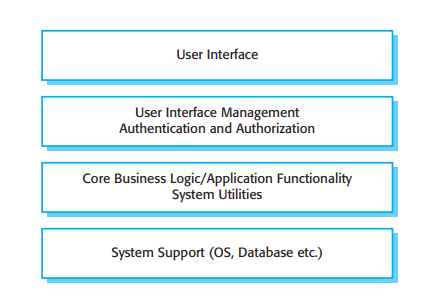 User Interface
User Interface Management
Authentication and Authorization
Core Business Logic/Application Functionality
System Utilities
System Support (OS, Database etc.)